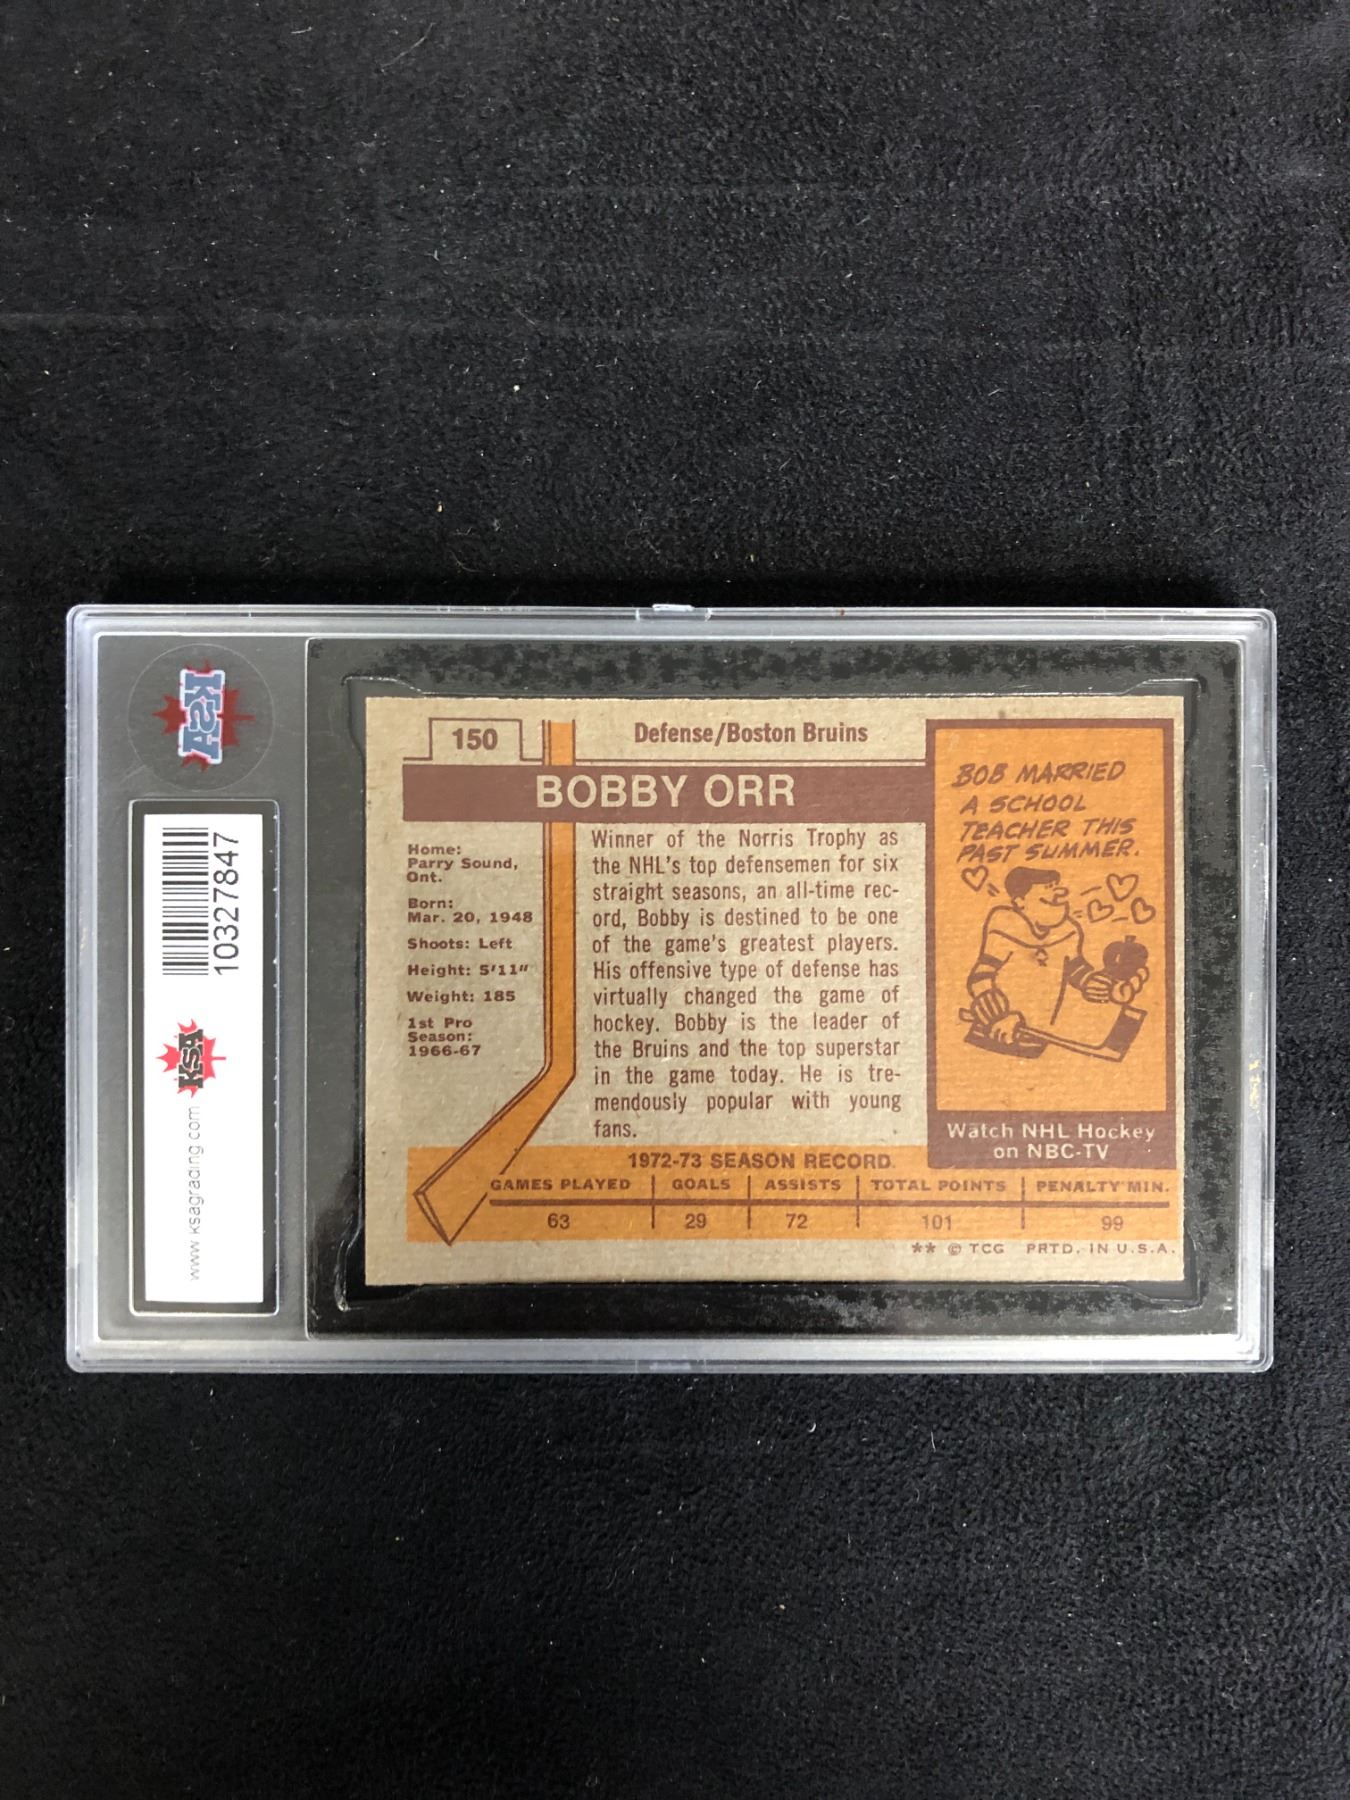 KSA
10327847
KSA
www.ksagrading.com
150
Defense/Boston Bruins
BOBBY ORR
Home:
Parry Sound,
Ont.
Born:
Mar. 20, 1948
Shoots: Left
Height: 5'11"
Weight: 185
1st Pro
Season:
1966-67
Winner of the Norris Trophy as
the NHL's top defensemen for six
straight seasons, an all-time rec-
ord, Bobby is destined to be one
of the game's greatest players.
His offensive type of defense has
virtually changed the game of
hockey. Bobby is the leader of
the Bruins and the top superstar
in the game today. He is tre-
mendously popular with young
fans.
BOB MARRIED
A SCHOOL
TEACHER THIS
PAST SUMMER.
Watch NHL Hockey
on NBC-TV
1972-73 SEASON RECORD
GAMES PLAYED GOALS ASSISTS TOTAL POINTS PENALTY MIN.
63 29 72 101 99
** © TCG PRTD. IN U.S.A.